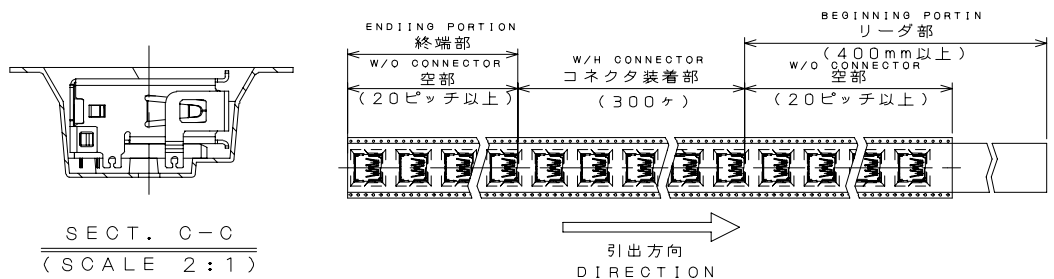 SECT. C-C
(SCALE 2:1)
ENDIING PORTION
終端部
W/O CONNECTOR
空部
(20ピッチ以上)
W/H CONNECTOR
コネクタ装着部
(300ヶ)
BEGINNING PORTIN
リーダ部
(400mm以上)
W/O CONNECTOR
空部
(20ピッチ以上)
引出方向
DIRECTION